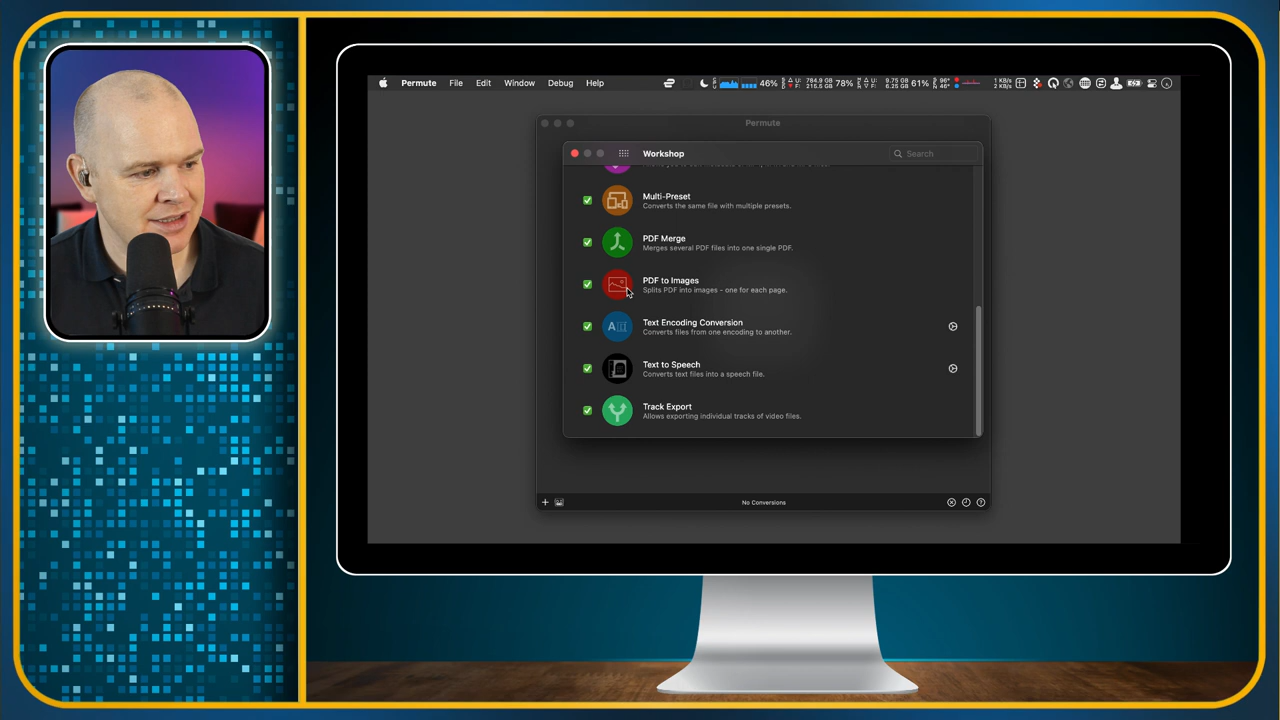 Permute File Edit Window Debug Help 46% 78% 61%
Permute
Workshop
Search
Multi-Preset
Converts the same file with multiple presets.
PDF Merge
Merges several PDF files into one single PDF.
PDF to Images
Splits PDF into images - one for each page.
Text Encoding Conversion
Converts files from one encoding to another.
Text to Speech
Converts text files into a speech file.
Track Export
Allows exporting individual tracks of video files.
No Conversions